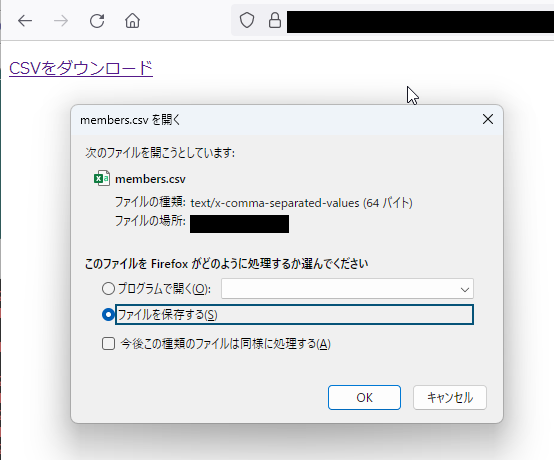 CSVをダウンロード
members.csv を開く
次のファイルを開こうとしています:
members.csv
ファイルの種類: text/x-comma-separated-values (64 バイト)
ファイルの場所:
このファイルを Firefox がどのように処理するか選んでください
プログラムで開く(O):
ファイルを保存する(S)
今後この種類のファイルは同様に処理する(A)
OK キャンセル